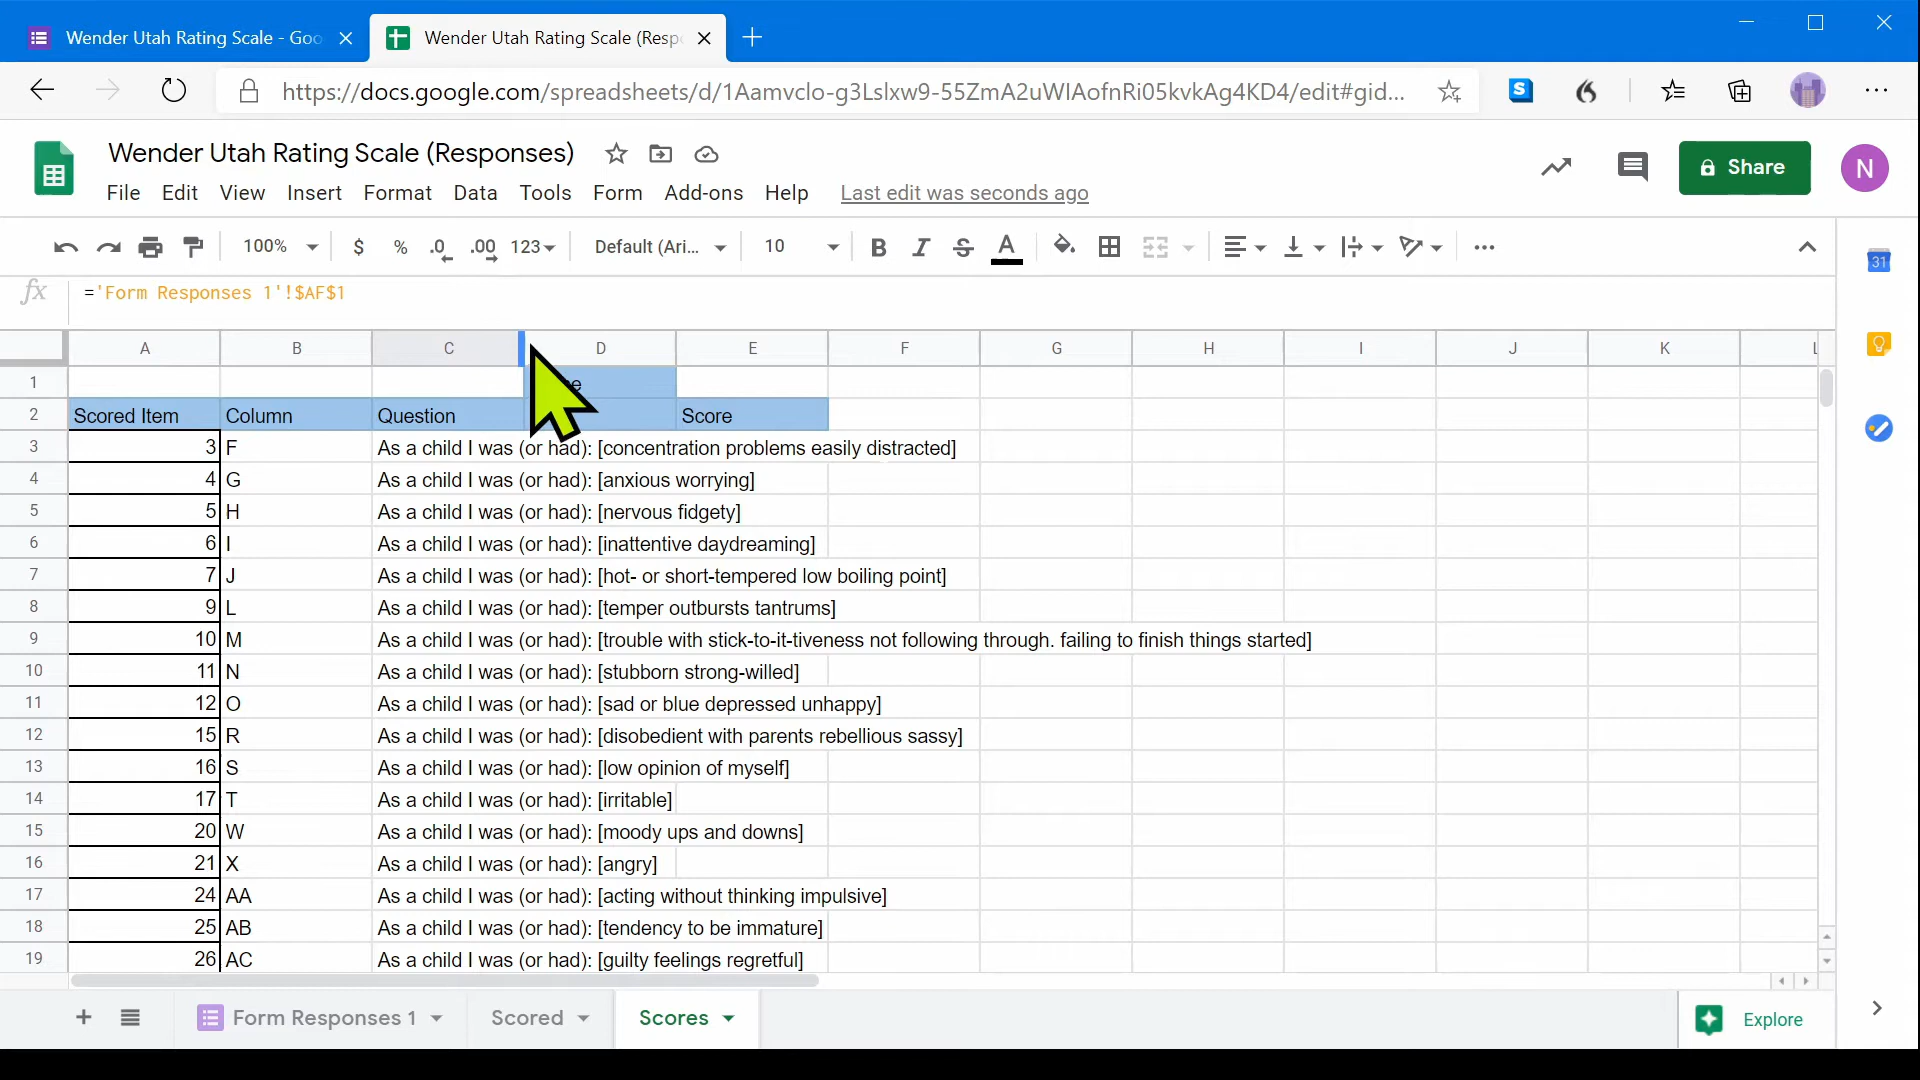 Wender Utah Rating Scale - Goo
Wender Utah Rating Scale (Resp
https://docs.google.com/spreadsheets/d/1Aamvclo-g3Lslxw9-55ZmA2uWIAofnRi05kvkAg4KD4/edit#gid...
Wender Utah Rating Scale (Responses)
File Edit View Insert Format Data Tools Form Add-ons Help Last edit was seconds ago
Share
N
100% $ % .0 .00 123 Default (Ari... 10 B I S A
fx ='Form Responses 1'!$AF$1
A B C D E F G H I J K L
1
2 Scored Item Column Question Score
3 3 F As a child I was (or had): [concentration problems easily distracted]
4 4 G As a child I was (or had): [anxious worrying]
5 5 H As a child I was (or had): [nervous fidgety]
6 6 I As a child I was (or had): [inattentive daydreaming]
7 7 J As a child I was (or had): [hot- or short-tempered low boiling point]
8 9 L As a child I was (or had): [temper outbursts tantrums]
9 10 M As a child I was (or had): [trouble with stick-to-it-tiveness not following through. failing to finish things started]
10 11 N As a child I was (or had): [stubborn strong-willed]
11 12 O As a child I was (or had): [sad or blue depressed unhappy]
12 15 R As a child I was (or had): [disobedient with parents rebellious sassy]
13 16 S As a child I was (or had): [low opinion of myself]
14 17 T As a child I was (or had): [irritable]
15 20 W As a child I was (or had): [moody ups and downs]
16 21 X As a child I was (or had): [angry]
17 24 AA As a child I was (or had): [acting without thinking impulsive]
18 25 AB As a child I was (or had): [tendency to be immature]
19 26 AC As a child I was (or had): [guilty feelings regretful]
Form Responses 1 Scored Scores Explore
31
S